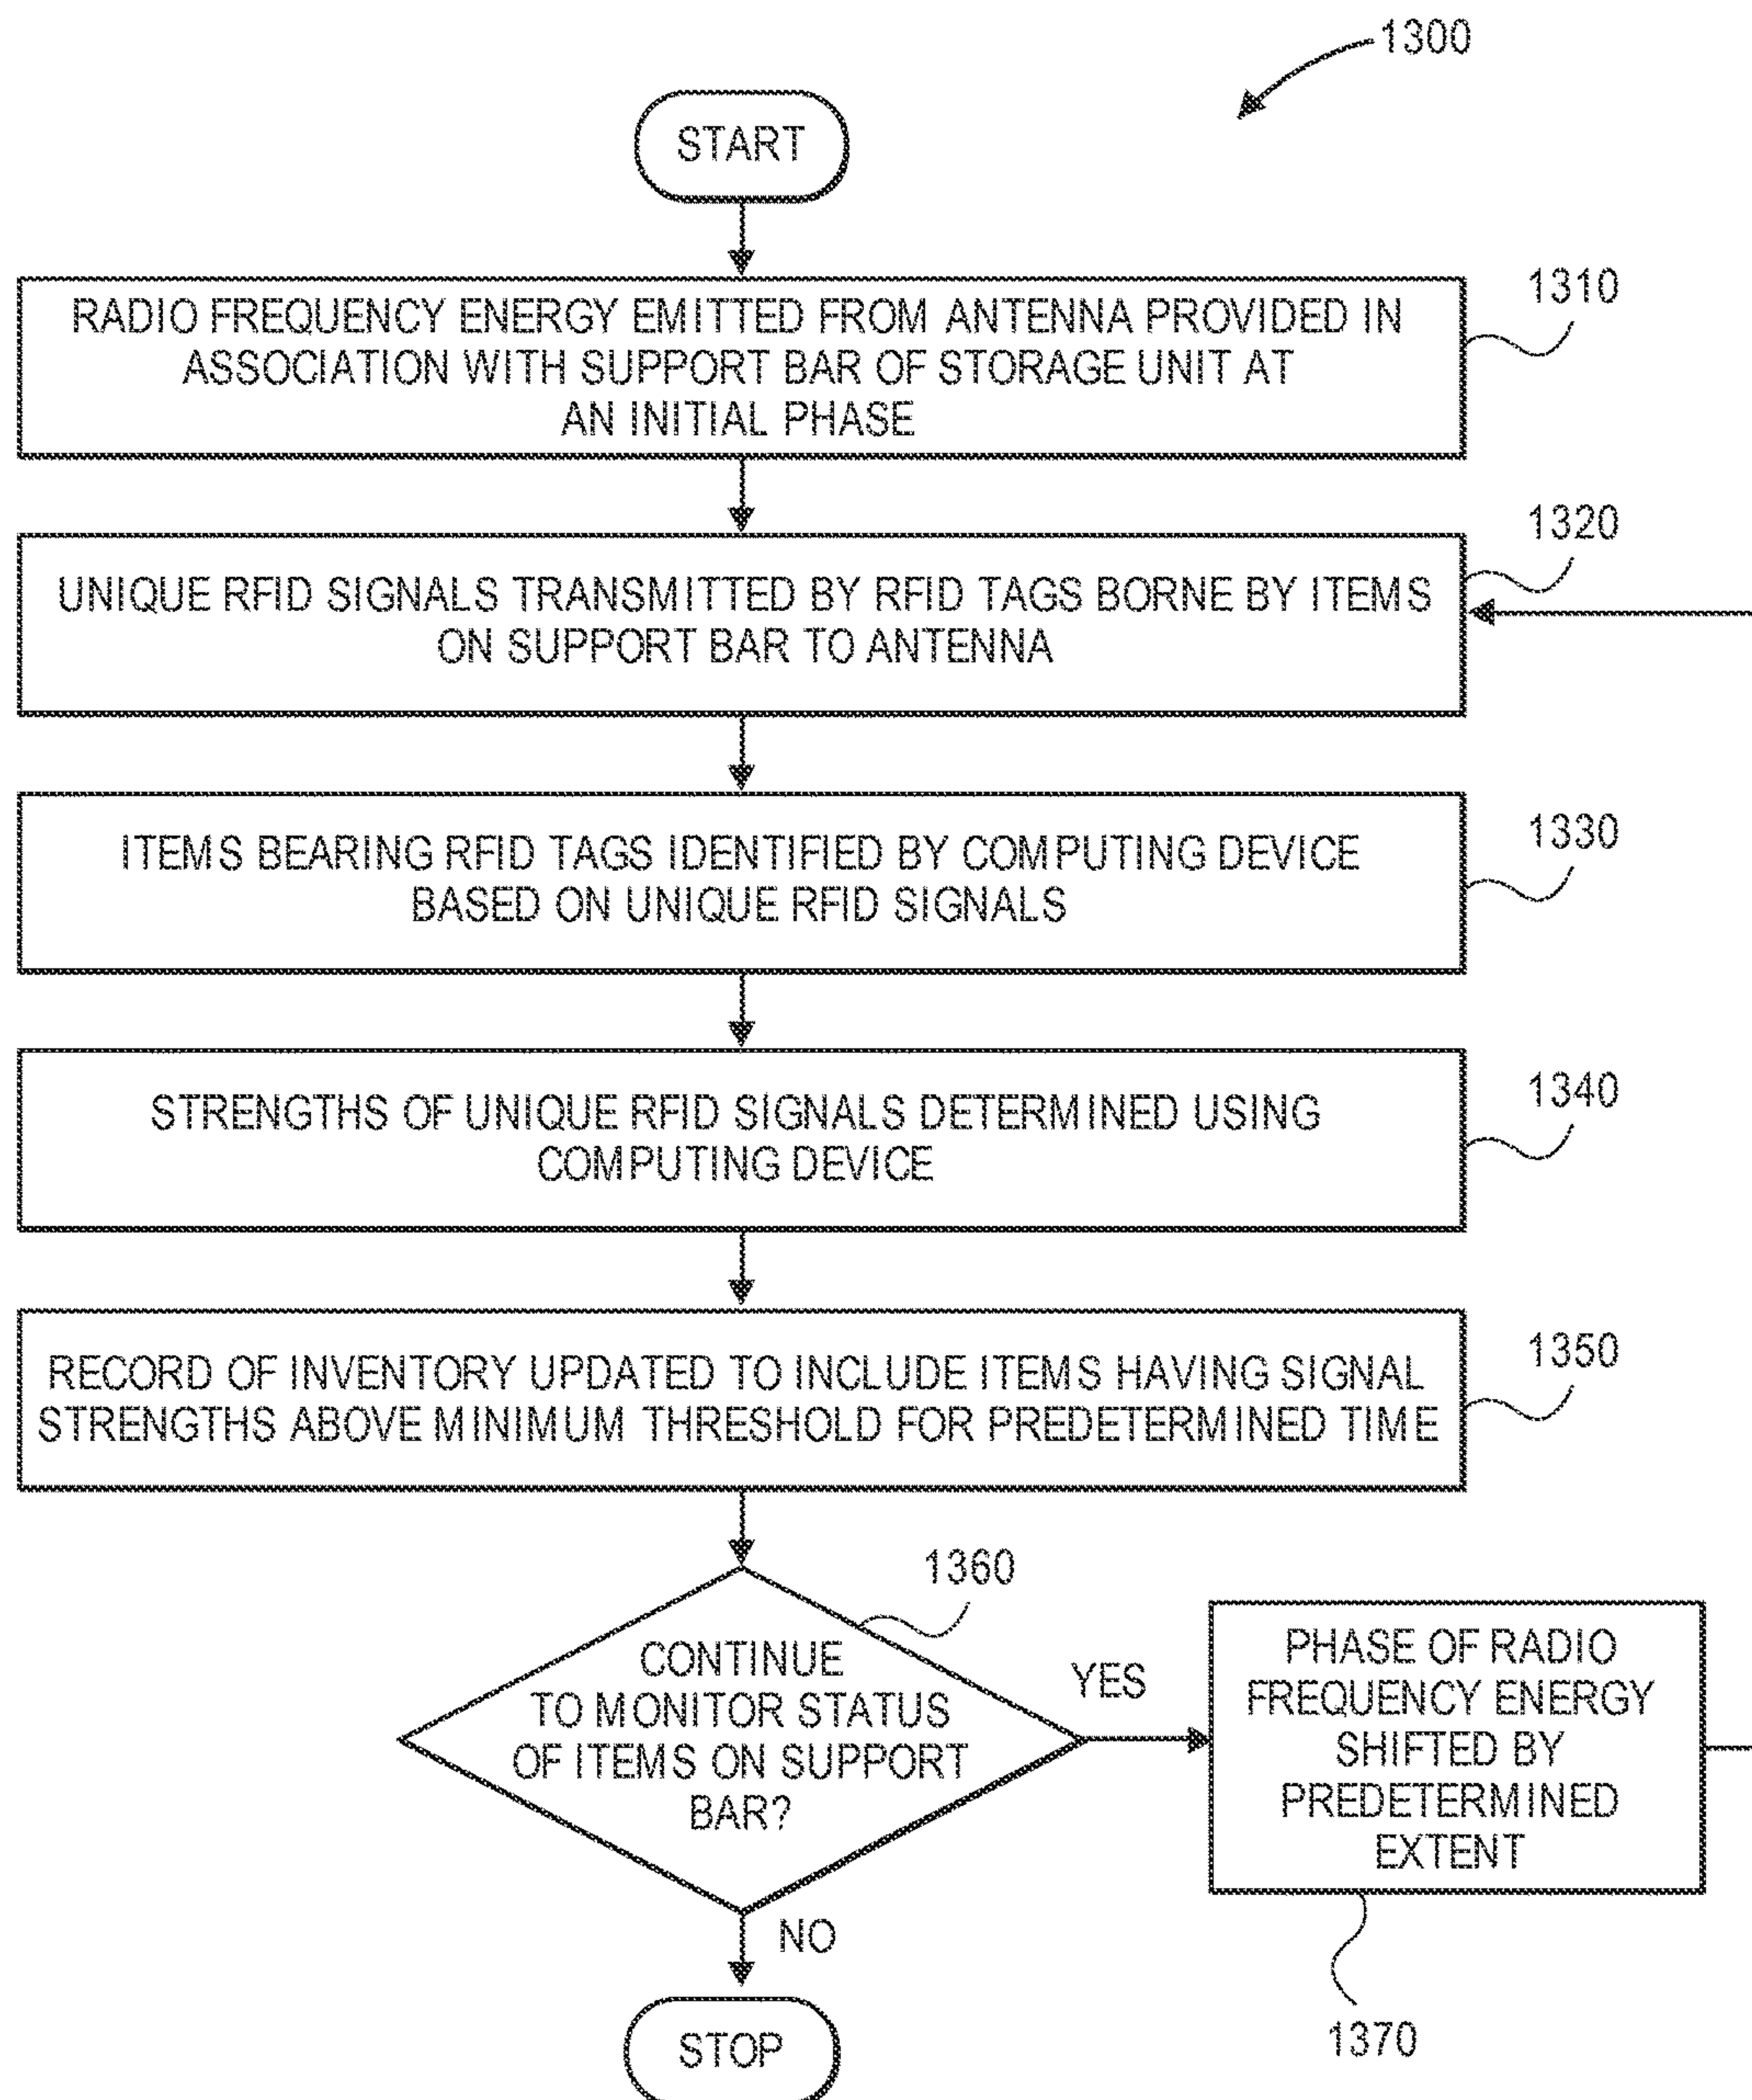 1300
START
RADIO FREQUENCY ENERGY EMITTED FROM ANTENNA PROVIDED IN
ASSOCIATION WITH SUPPORT BAR OF STORAGE UNIT AT
AN INITIAL PHASE
1310
UNIQUE RFID SIGNALS TRANSMITTED BY RFID TAGS BORNE BY ITEMS
ON SUPPORT BAR TO ANTENNA
1320
ITEMS BEARING RFID TAGS IDENTIFIED BY COMPUTING DEVICE
BASED ON UNIQUE RFID SIGNALS
1330
STRENGTHS OF UNIQUE RFID SIGNALS DETERMINED USING
COMPUTING DEVICE
1340
RECORD OF INVENTORY UPDATED TO INCLUDE ITEMS HAVING SIGNAL
STRENGTHS ABOVE MINIMUM THRESHOLD FOR PREDETERMINED TIME
1350
1360
CONTINUE
TO MONITOR STATUS
OF ITEMS ON SUPPORT
BAR?
YES
PHASE OF RADIO
FREQUENCY ENERGY
SHIFTED BY
PREDETERMINED
EXTENT
1370
NO
STOP